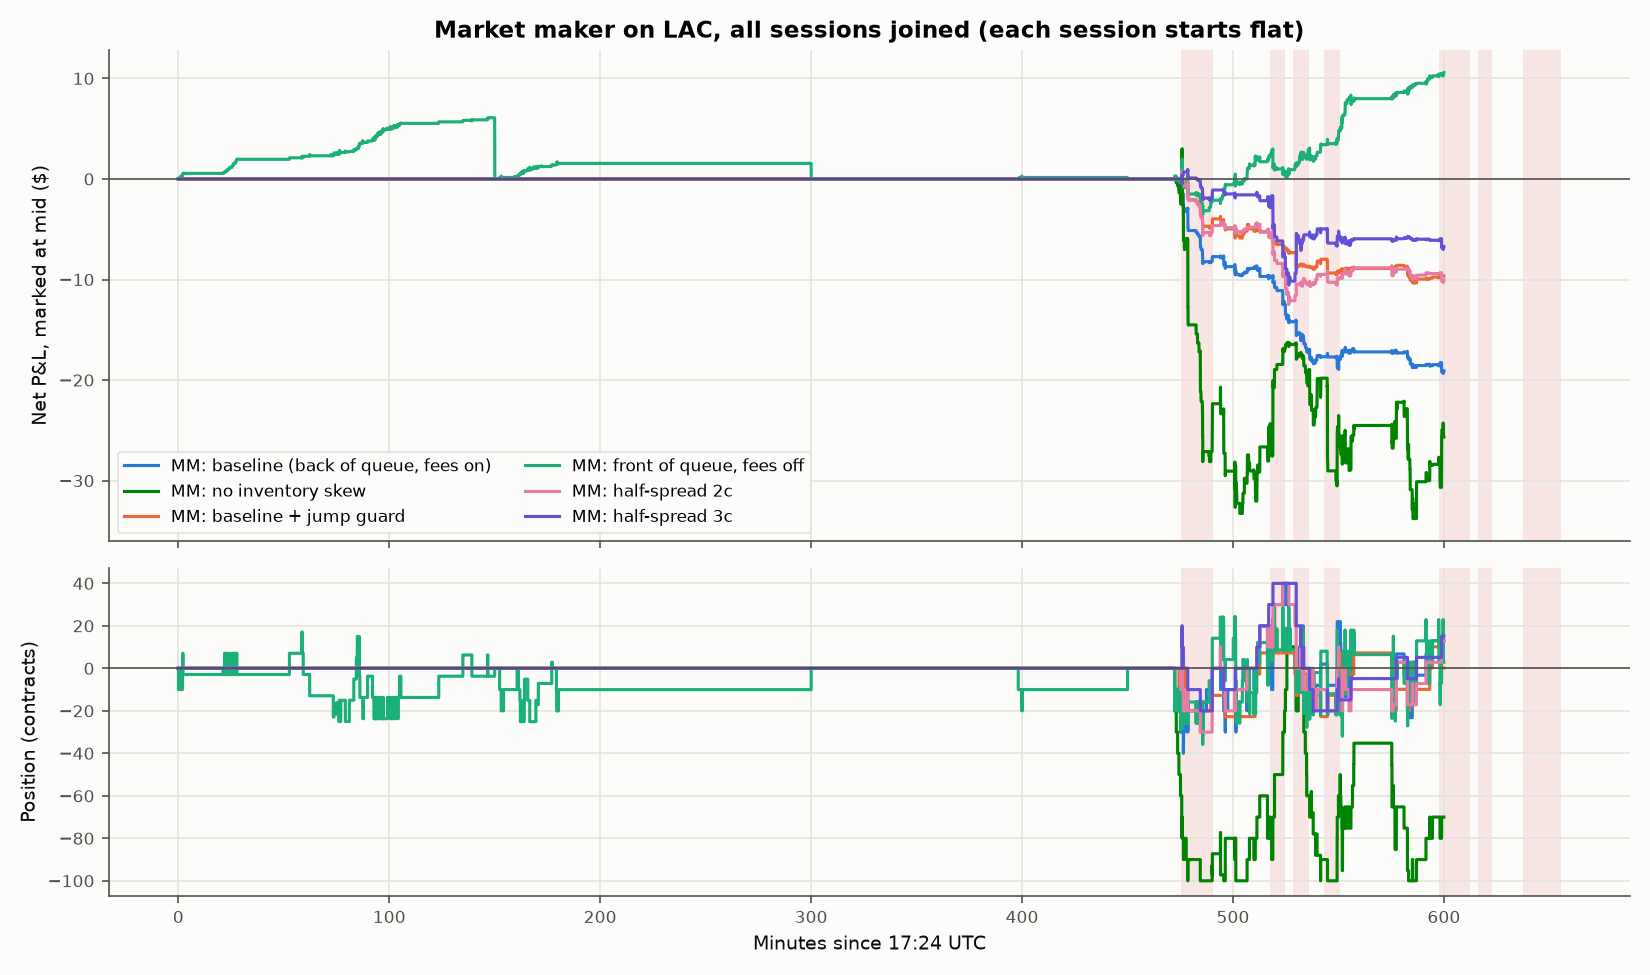 Market maker on LAC, all sessions joined (each session starts flat)
Net P&L, marked at mid ($)
10
0
−10
−20
−30
MM: baseline (back of queue, fees on)
MM: no inventory skew
MM: baseline + jump guard
MM: front of queue, fees off
MM: half-spread 2c
MM: half-spread 3c
Position (contracts)
40
20
0
−20
−40
−60
−80
−100
0 100 200 300 400 500 600
Minutes since 17:24 UTC